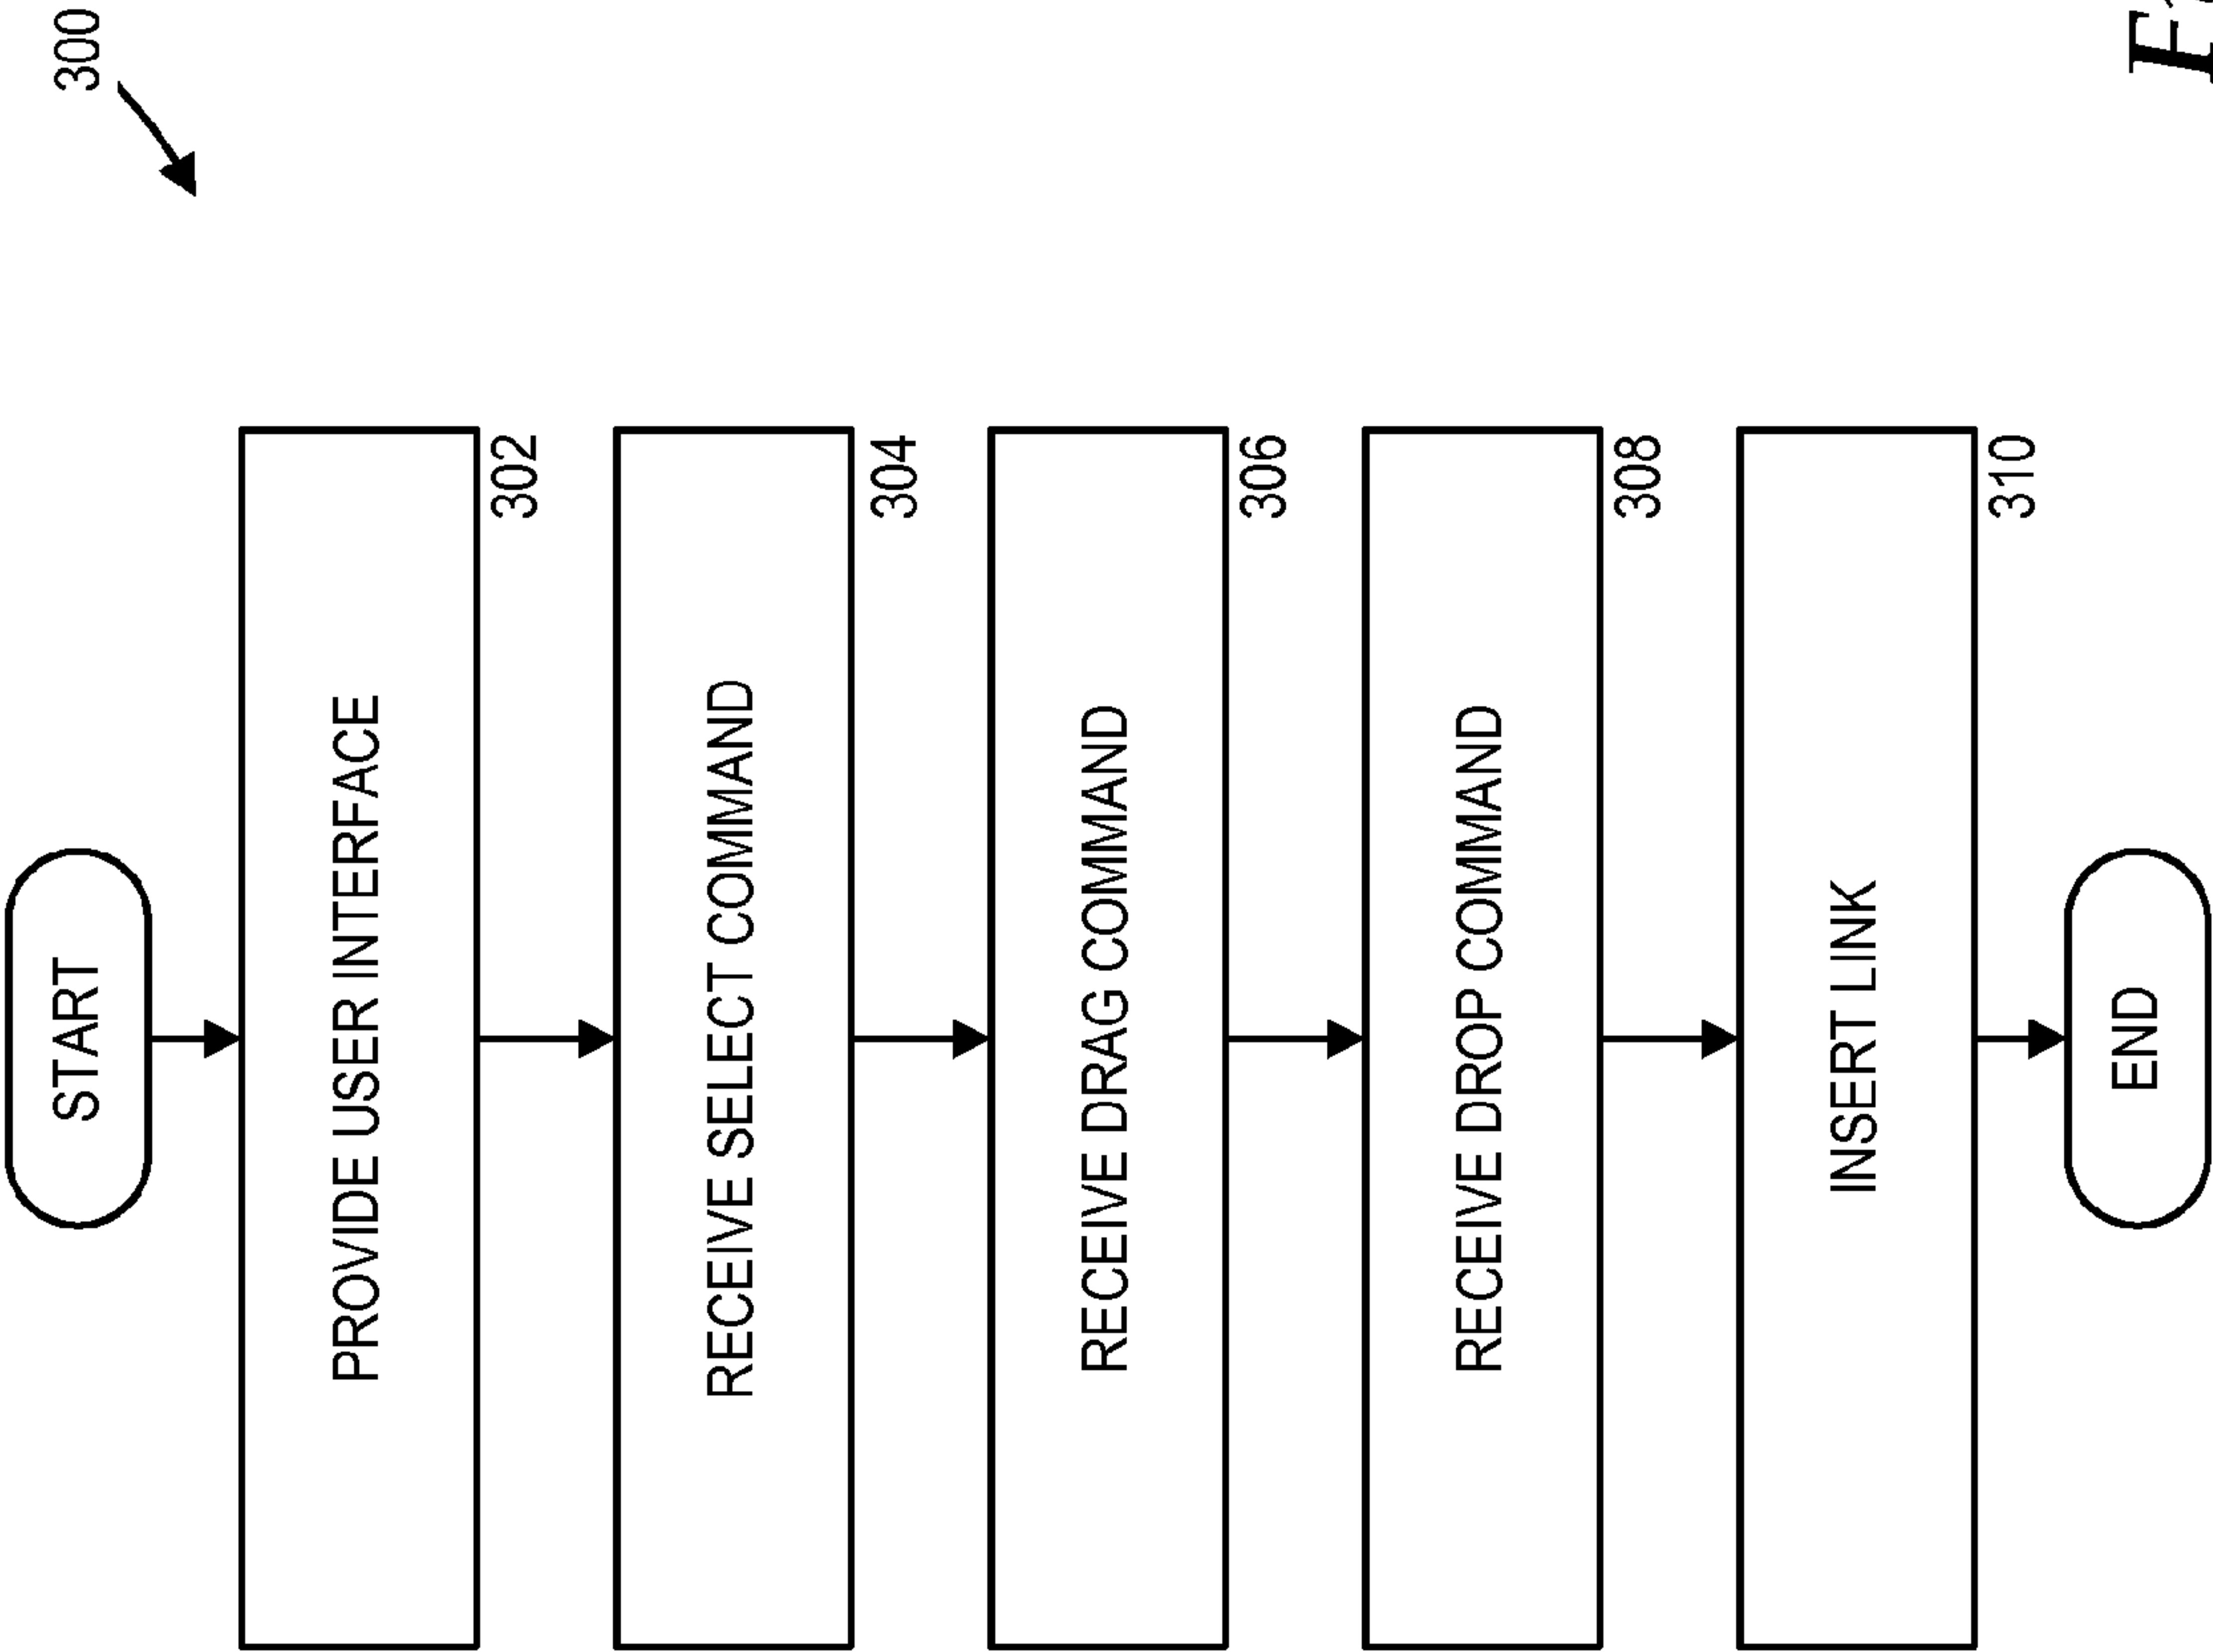 300
START
PROVIDE USER INTERFACE
302
RECEIVE SELECT COMMAND
304
RECEIVE DRAG COMMAND
306
RECEIVE DROP COMMAND
308
INSERT LINK
310
END